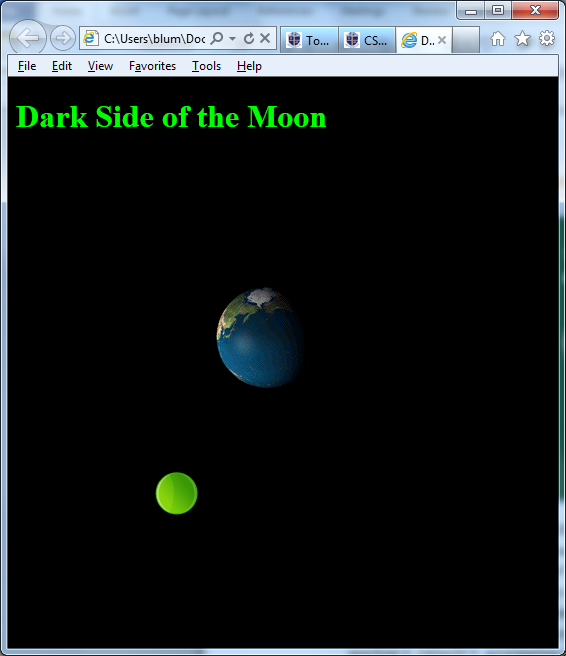 C:\Users\blum\Doc
To...
CS...
D...
File Edit View Favorites Tools Help
Dark Side of the Moon